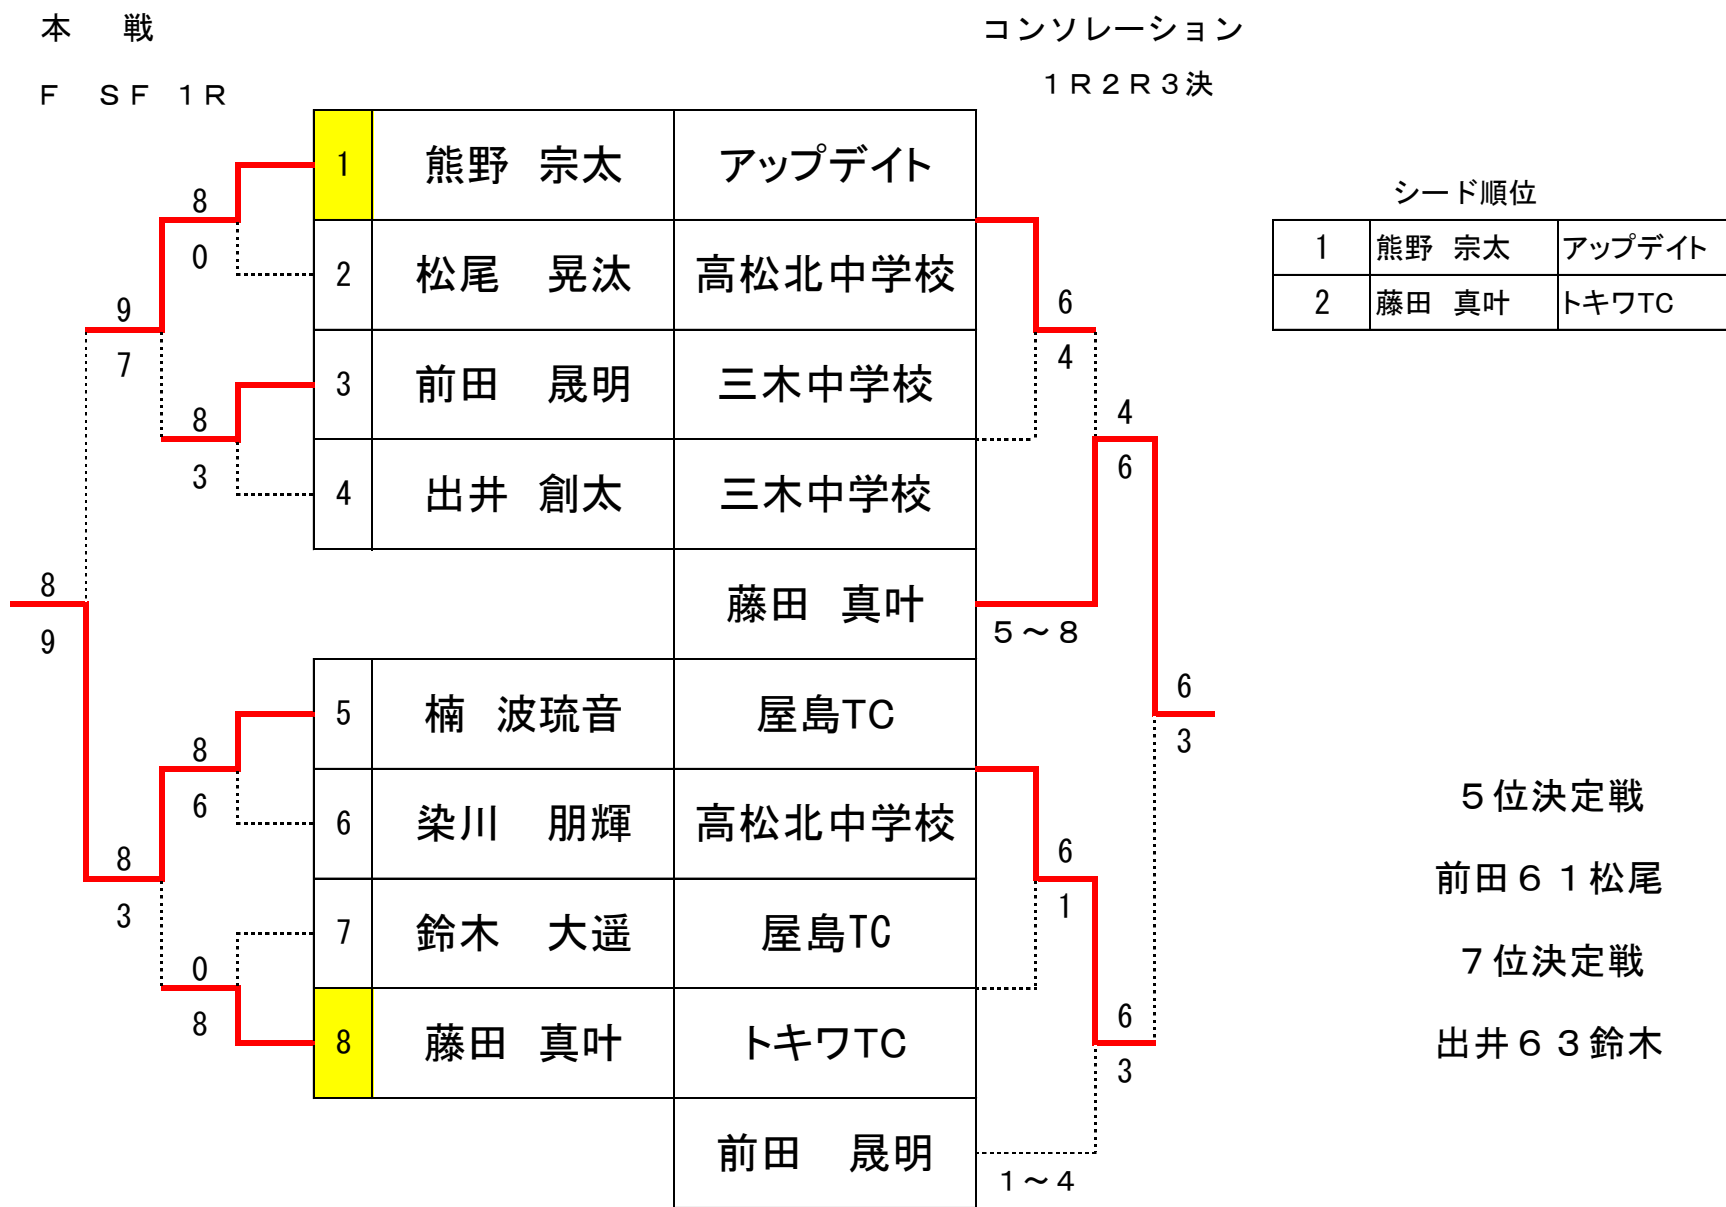 本　戦
コンソレーション
Ｆ　ＳＦ １Ｒ
１Ｒ２Ｒ３決
1 熊野 宗太 アップデイト
8
0
2 松尾　晃汰 高松北中学校
9
7
3 前田　晟明 三木中学校
8
3
4 出井 創太 三木中学校
6
4
4
6
シード順位
1 熊野 宗太 アップデイト
2 藤田 真叶 トキワTC
藤田 真叶
5～8
8
9
5 楠 波琉音 屋島TC
8
6
6 染川　朋輝 高松北中学校
8
3
7 鈴木　大遥 屋島TC
0
8
8 藤田 真叶 トキワTC
6
1
6
3
6
3
前田　晟明
1～4
５位決定戦
前田６１松尾
７位決定戦
出井６３鈴木